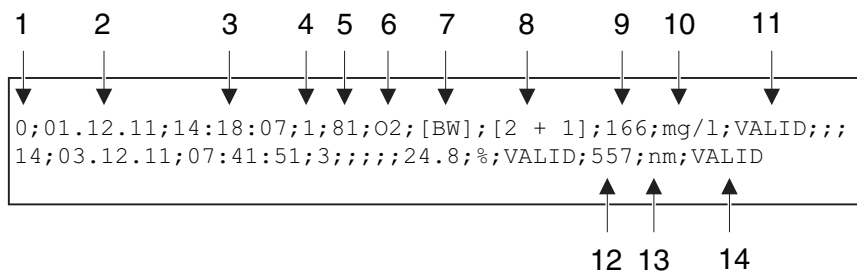 1 2 3 4 5 6 7 8 9 10 11
0;01.12.11;14:18:07;1;81;O2;[BW];[2 + 1];166;mg/l;VALID;;;
14;03.12.11;07:41:51;3;;;;;24.8;%;VALID;557;nm;VALID
12 13 14